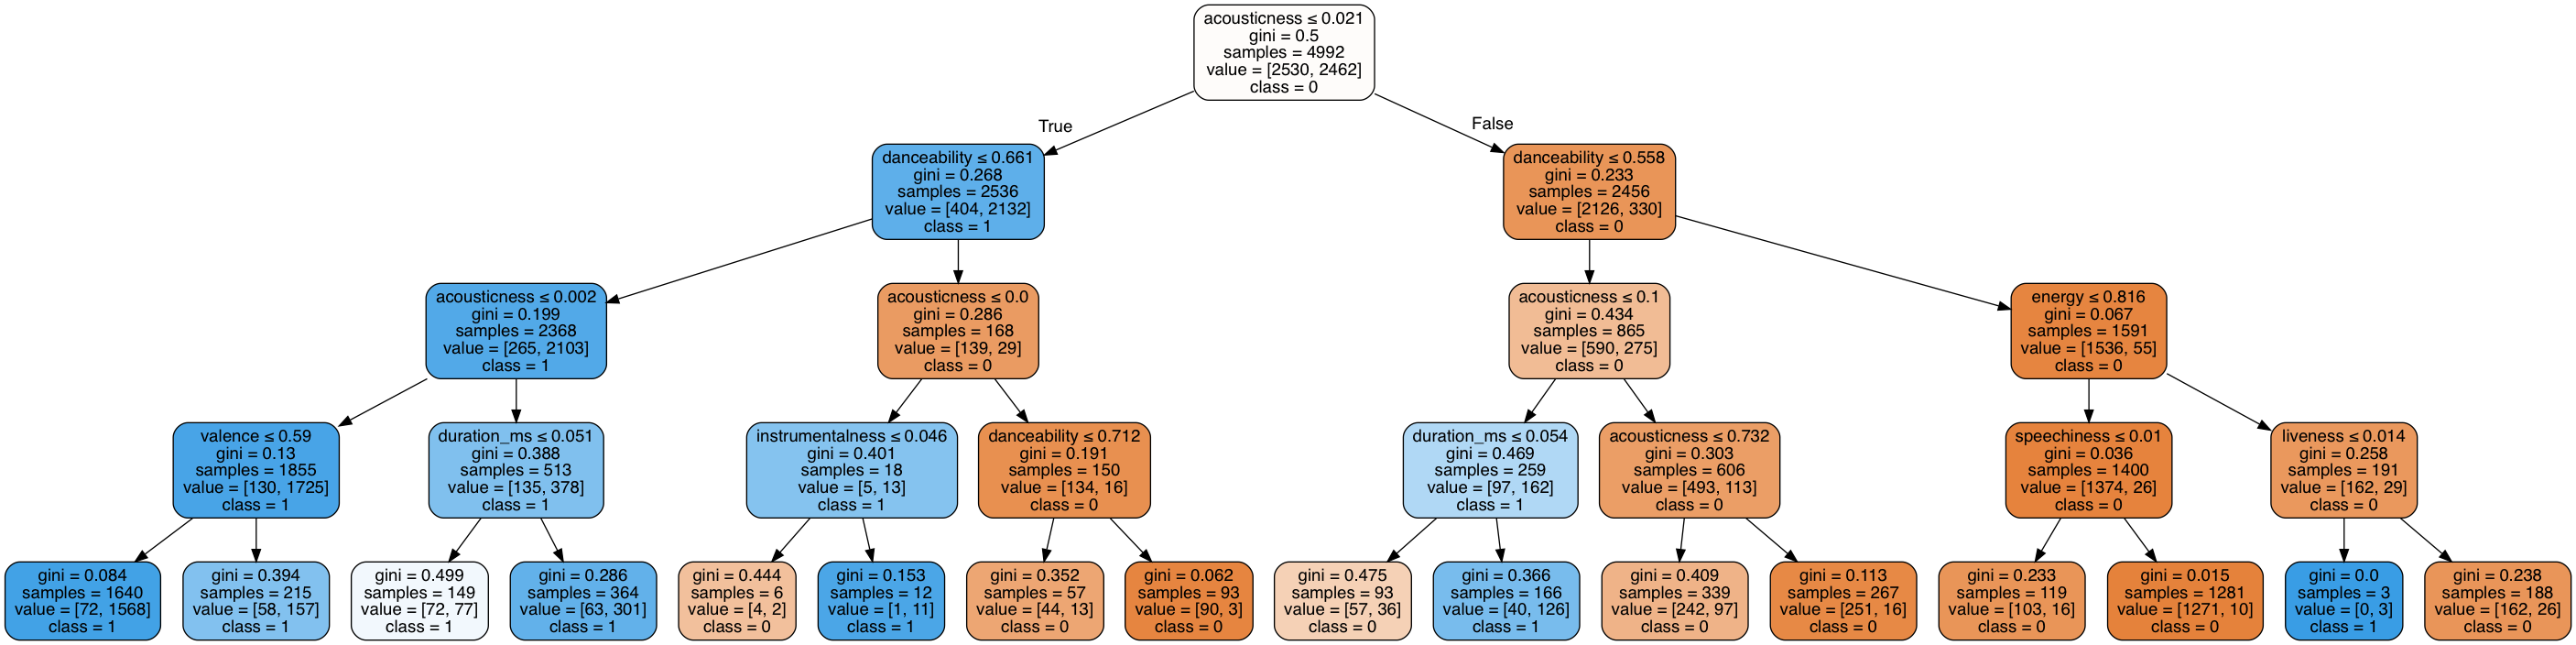 acousticness ≤ 0.021
gini = 0.5
samples = 4992
value = [2530, 2462]
class = 0
True
False
danceability ≤ 0.661
gini = 0.268
samples = 2536
value = [404, 2132]
class = 1
danceability ≤ 0.558
gini = 0.233
samples = 2456
value = [2126, 330]
class = 0
acousticness ≤ 0.002
gini = 0.199
samples = 2368
value = [265, 2103]
class = 1
acousticness ≤ 0.0
gini = 0.286
samples = 168
value = [139, 29]
class = 0
acousticness ≤ 0.1
gini = 0.434
samples = 865
value = [590, 275]
class = 0
energy ≤ 0.816
gini = 0.067
samples = 1591
value = [1536, 55]
class = 0
valence ≤ 0.59
gini = 0.13
samples = 1855
value = [130, 1725]
class = 1
duration_ms ≤ 0.051
gini = 0.388
samples = 513
value = [135, 378]
class = 1
instrumentalness ≤ 0.046
gini = 0.401
samples = 18
value = [5, 13]
class = 1
danceability ≤ 0.712
gini = 0.191
samples = 150
value = [134, 16]
class = 0
duration_ms ≤ 0.054
gini = 0.469
samples = 259
value = [97, 162]
class = 1
acousticness ≤ 0.732
gini = 0.303
samples = 606
value = [493, 113]
class = 0
speechiness ≤ 0.01
gini = 0.036
samples = 1400
value = [1374, 26]
class = 0
liveness ≤ 0.014
gini = 0.258
samples = 191
value = [162, 29]
class = 0
gini = 0.084
samples = 1640
value = [72, 1568]
class = 1
gini = 0.394
samples = 215
value = [58, 157]
class = 1
gini = 0.499
samples = 149
value = [72, 77]
class = 1
gini = 0.286
samples = 364
value = [63, 301]
class = 1
gini = 0.444
samples = 6
value = [4, 2]
class = 0
gini = 0.153
samples = 12
value = [1, 11]
class = 1
gini = 0.352
samples = 57
value = [44, 13]
class = 0
gini = 0.062
samples = 93
value = [90, 3]
class = 0
gini = 0.475
samples = 93
value = [57, 36]
class = 0
gini = 0.366
samples = 166
value = [40, 126]
class = 1
gini = 0.409
samples = 339
value = [242, 97]
class = 0
gini = 0.113
samples = 267
value = [251, 16]
class = 0
gini = 0.233
samples = 119
value = [103, 16]
class = 0
gini = 0.015
samples = 1281
value = [1271, 10]
class = 0
gini = 0.0
samples = 3
value = [0, 3]
class = 1
gini = 0.238
samples = 188
value = [162, 26]
class = 0